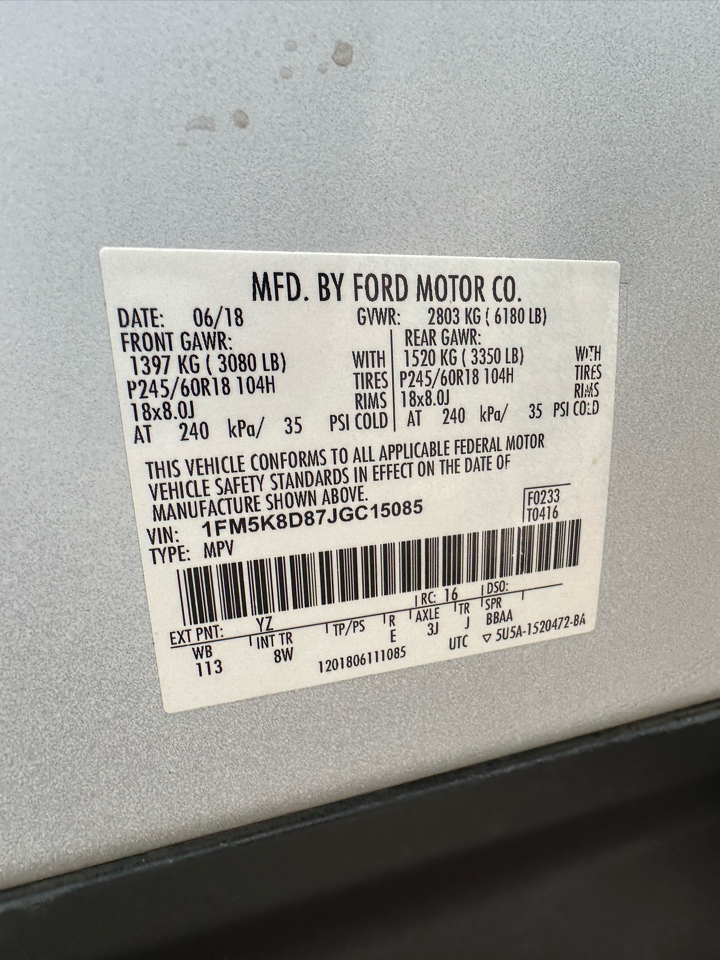 MFD. BY FORD MOTOR CO.
DATE: 06/18 GVWR: 2803 KG ( 6180 LB)
FRONT GAWR: REAR GAWR:
1397 KG ( 3080 LB) WITH 1520 KG ( 3350 LB) WITH
P245/60R18 104H TIRES P245/60R18 104H TIRES
18x8.0J RIMS 18x8.0J RIMS
AT 240 kPa/ 35 PSI COLD AT 240 kPa/ 35 PSI COLD
THIS VEHICLE CONFORMS TO ALL APPLICABLE FEDERAL MOTOR
VEHICLE SAFETY STANDARDS IN EFFECT ON THE DATE OF
MANUFACTURE SHOWN ABOVE.
VIN: 1FM5K8D87JGC15085 F0233
TYPE: MPV T0416
EXT PNT: YZ RC: 16 DSO:
WB INT TR TP/PS R AXLE TR SPR
113 8W E 3J J BBAA
1201806111085 UTC ▽ 5U5A-1520472-BA